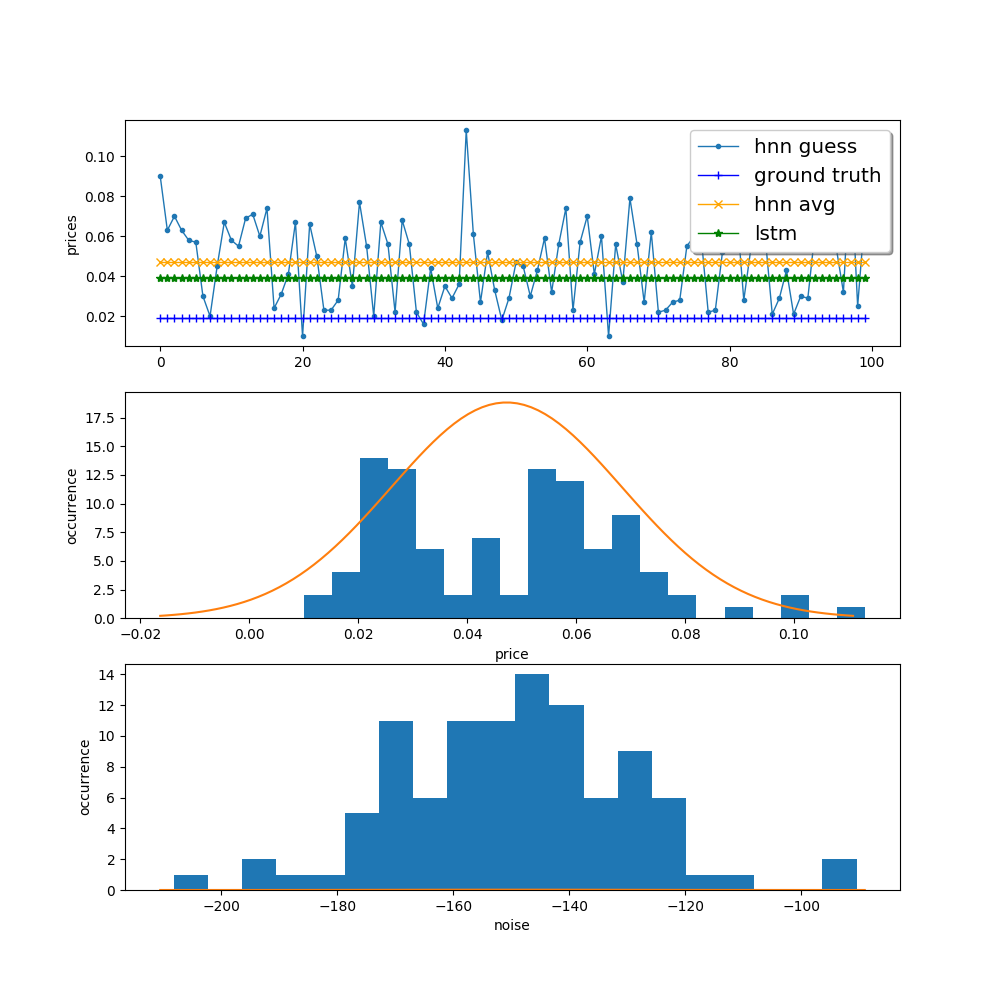 prices
0.10
0.08
0.06
0.04
0.02
hnn guess
ground truth
hnn avg
lstm
0 20 40 60 80 100
occurrence
17.5
15.0
12.5
10.0
7.5
5.0
2.5
0.0
−0.02 0.00 0.02 0.04 0.06 0.08 0.10
price
occurrence
14
12
10
8
6
4
2
0
−200 −180 −160 −140 −120 −100
noise